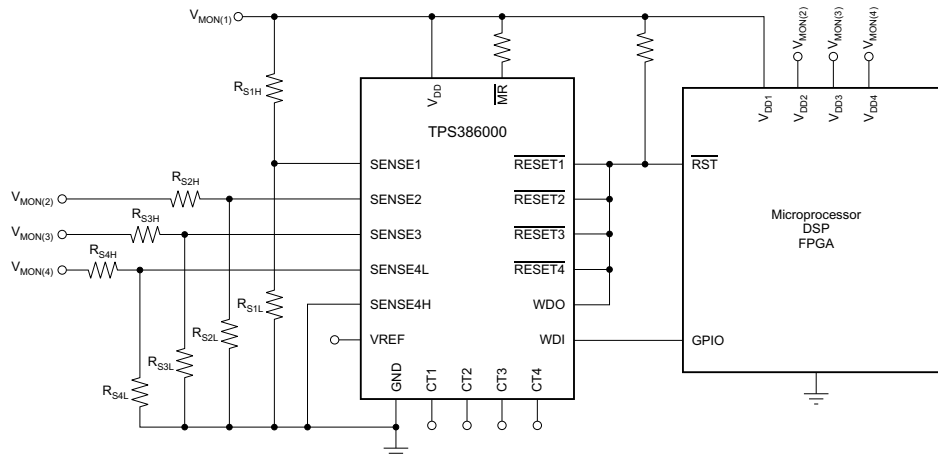 VMON(1)
VMON(2)
VMON(3)
VMON(4)
RS1H
VDD
MR
VDD1
VDD2
VDD3
VDD4
TPS386000
SENSE1
RESET1
RST
RS2H
VMON(2)
SENSE2
RESET2
RS3H
VMON(3)
SENSE3
RESET3
Microprocessor
DSP
FPGA
RS4H
VMON(4)
SENSE4L
RESET4
RS1L
SENSE4H
WDO
RS2L
VREF
WDI
GPIO
RS3L
RS4L
GND
CT1
CT2
CT3
CT4